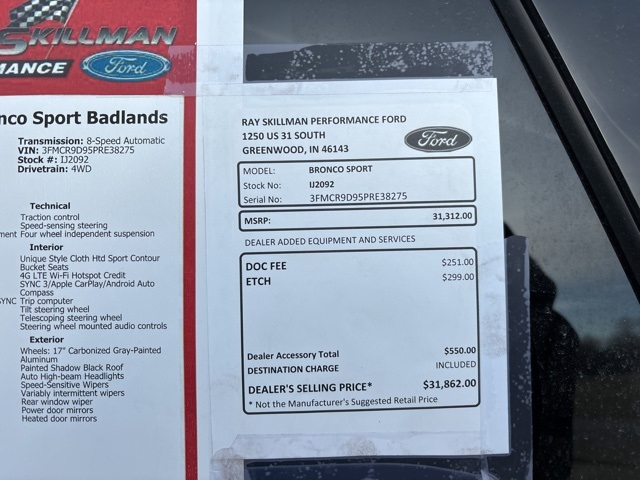 SKILLMAN
MANCE Ford
nco Sport Badlands
Transmission: 8-Speed Automatic
VIN: 3FMCR9D95PRE38275
Stock #: IJ2092
Drivetrain: 4WD
Technical
Traction control
Speed-sensing steering
ment Four wheel independent suspension
Interior
Unique Style Cloth Htd Sport Contour
Bucket Seats
4G LTE Wi-Fi Hotspot Credit
SYNC 3/Apple CarPlay/Android Auto
Compass
SYNC Trip computer
Tilt steering wheel
Telescoping steering wheel
Steering wheel mounted audio controls
Exterior
Wheels: 17" Carbonized Gray-Painted
Aluminum
Painted Shadow Black Roof
Auto High-beam Headlights
Speed-Sensitive Wipers
Variably intermittent wipers
Rear window wiper
Power door mirrors
Heated door mirrors
RAY SKILLMAN PERFORMANCE FORD
1250 US 31 SOUTH
GREENWOOD, IN 46143
Ford
MODEL: BRONCO SPORT
Stock No: IJ2092
Serial No: 3FMCR9D95PRE38275
MSRP: 31,312.00
DEALER ADDED EQUIPMENT AND SERVICES
DOC FEE $251.00
ETCH $299.00
Dealer Accessory Total $550.00
DESTINATION CHARGE INCLUDED
DEALER'S SELLING PRICE* $31,862.00
* Not the Manufacturer's Suggested Retail Price